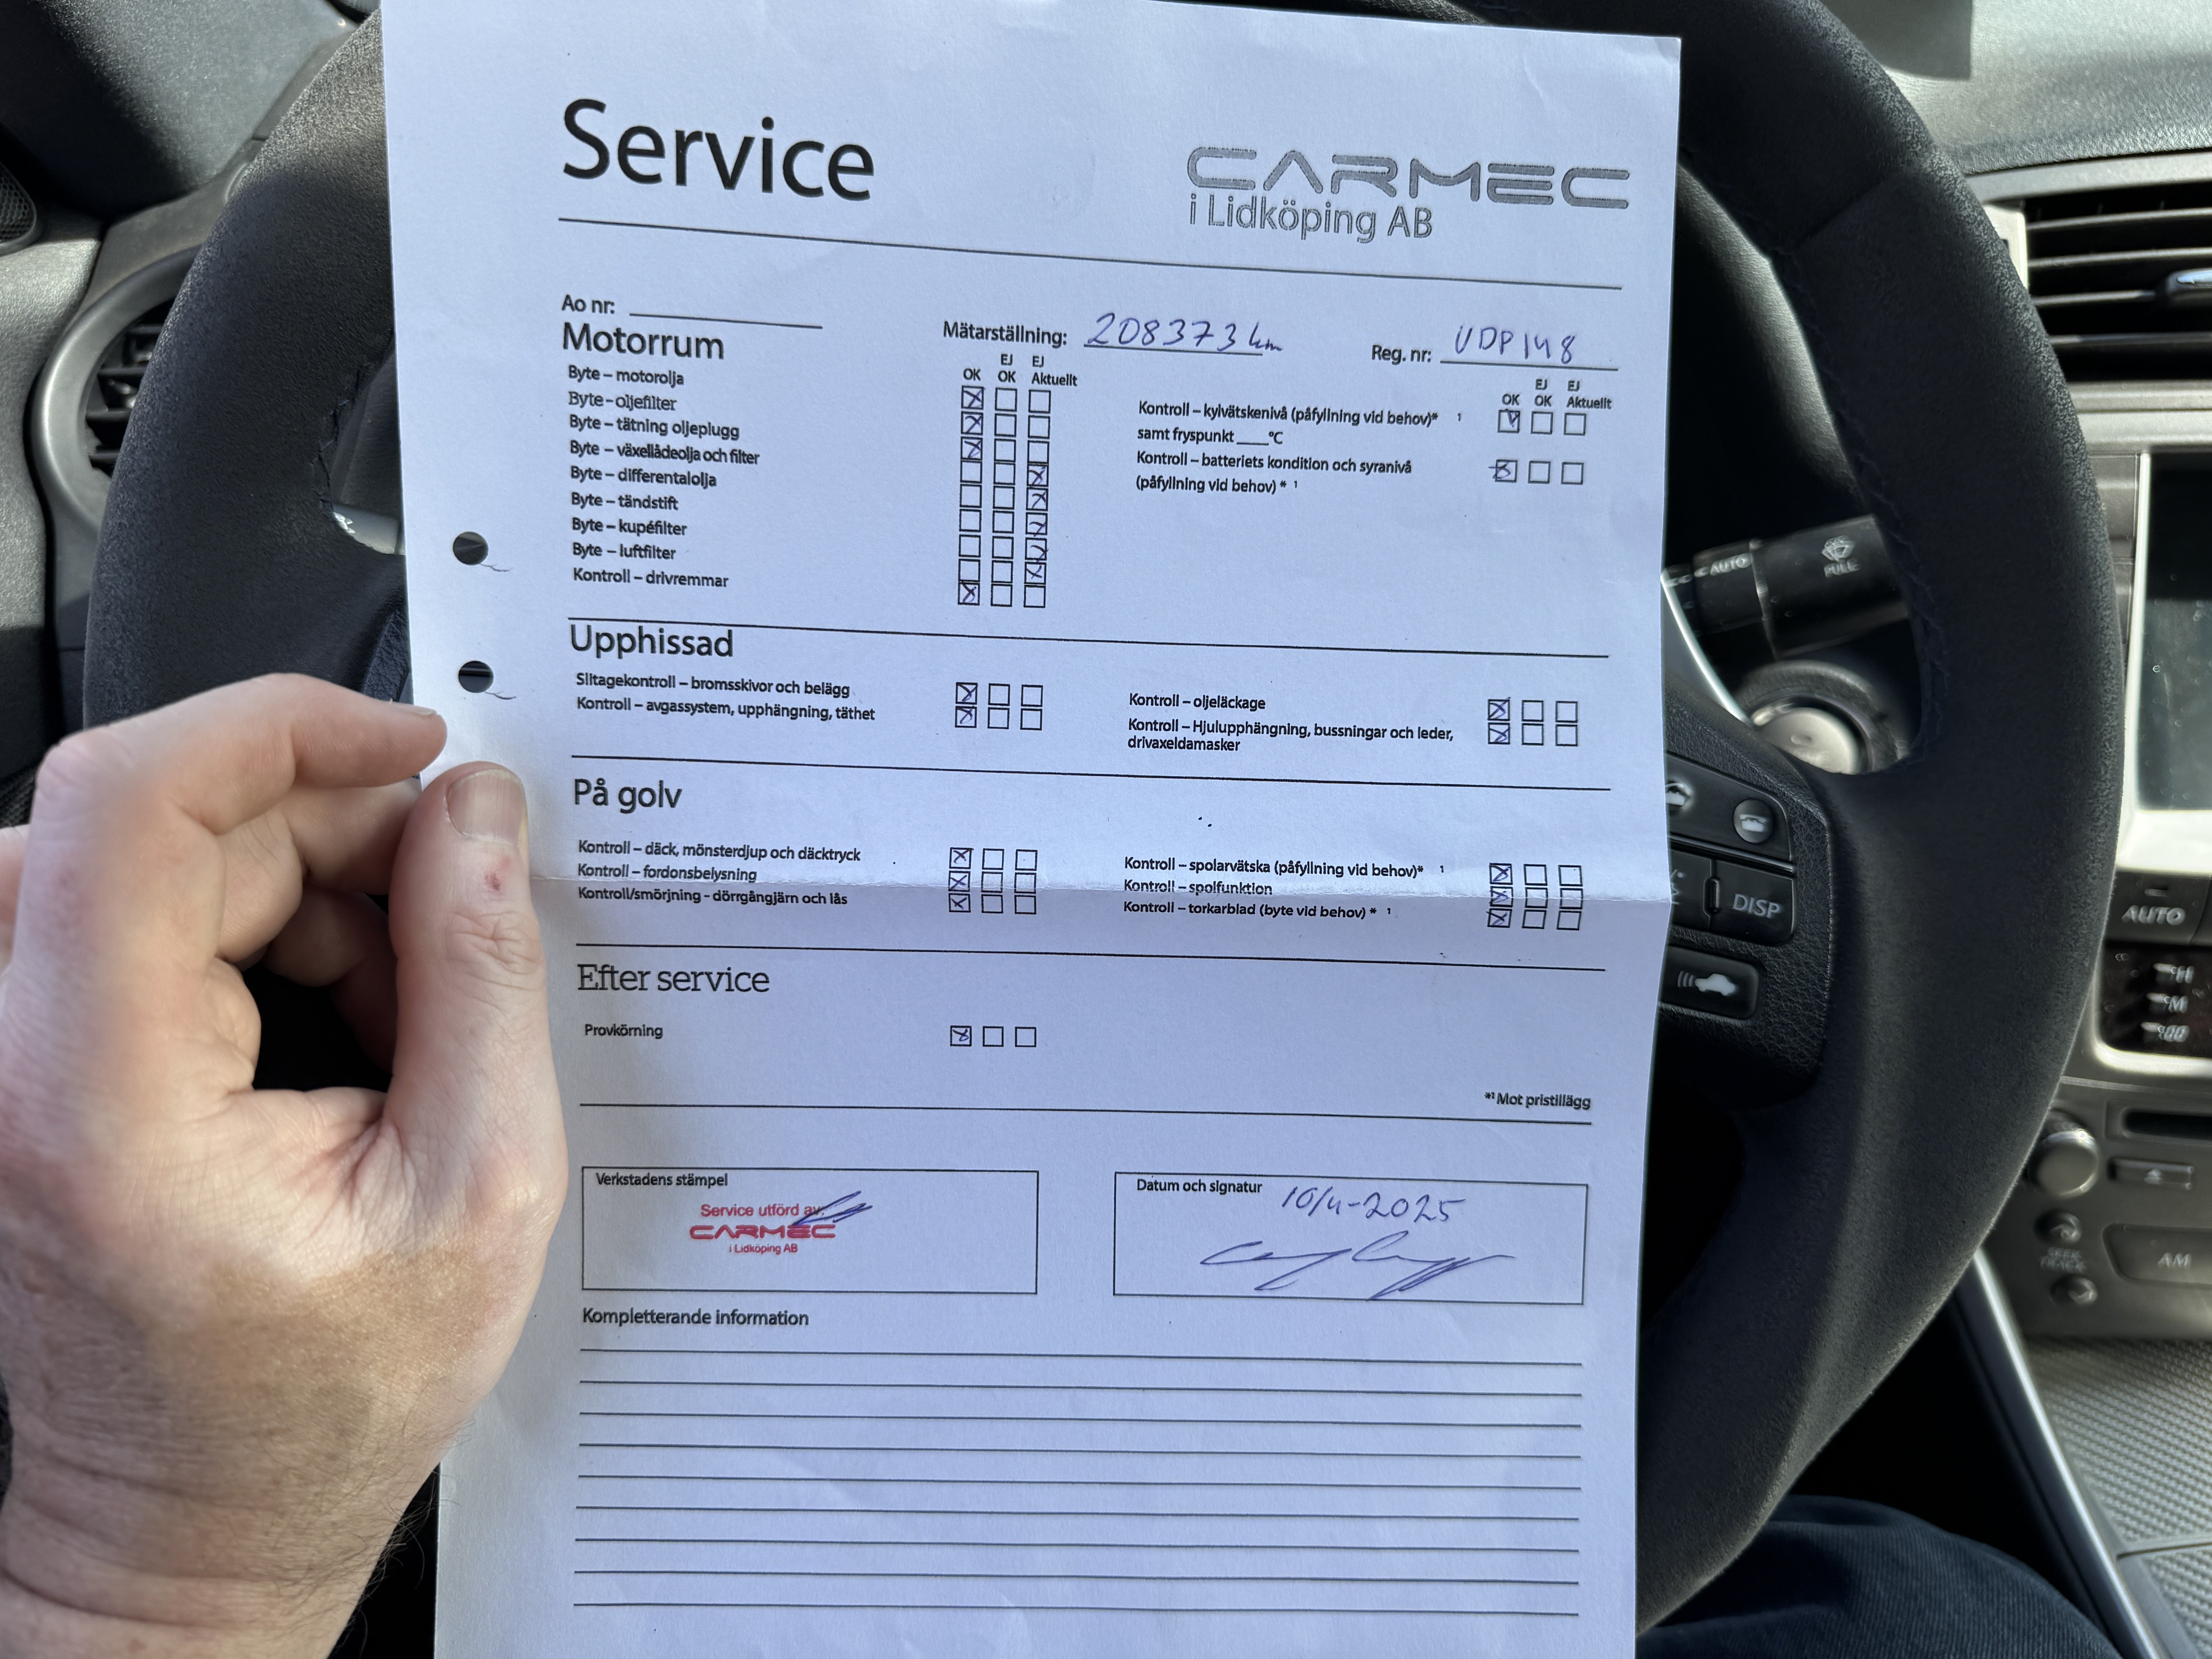 Service
CARMEC
i Lidköping AB
Ao nr:
Mätarställning: 208373 km
Reg. nr: UDP148
Motorrum
OK EJ OK EJ Aktuellt
Byte – motorolja
Byte – oljefilter
Byte – tätning oljeplugg
Byte – växellådeolja och filter
Byte – differentalolja
Byte – tändstift
Byte – kupéfilter
Byte – luftfilter
Kontroll – drivremmar
OK EJ OK EJ Aktuellt
Kontroll – kylvätskenivå (påfyllning vid behov)* 1
samt fryspunkt ____°C
Kontroll – batteriets kondition och syranivå
(påfyllning vid behov) * 1
Upphissad
Slitagekontroll – bromsskivor och belägg
Kontroll – avgassystem, upphängning, täthet
Kontroll – oljeläckage
Kontroll – Hjulupphängning, bussningar och leder,
drivaxeldamasker
På golv
Kontroll – däck, mönsterdjup och däcktryck
Kontroll – fordonsbelysning
Kontroll/smörjning - dörrgångjärn och lås
Kontroll – spolarvätska (påfyllning vid behov)* 1
Kontroll – spolfunktion
Kontroll – torkarblad (byte vid behov) * 1
Efter service
Provkörning
*1 Mot pristillägg
Verkstadens stämpel
Service utförd av:
CARMEC
i Lidköping AB
Datum och signatur 10/4-2025
Kompletterande information
AUTO
PULL
DISP
AUTO
:H
:M
:00
SEEK
TRACK
AM